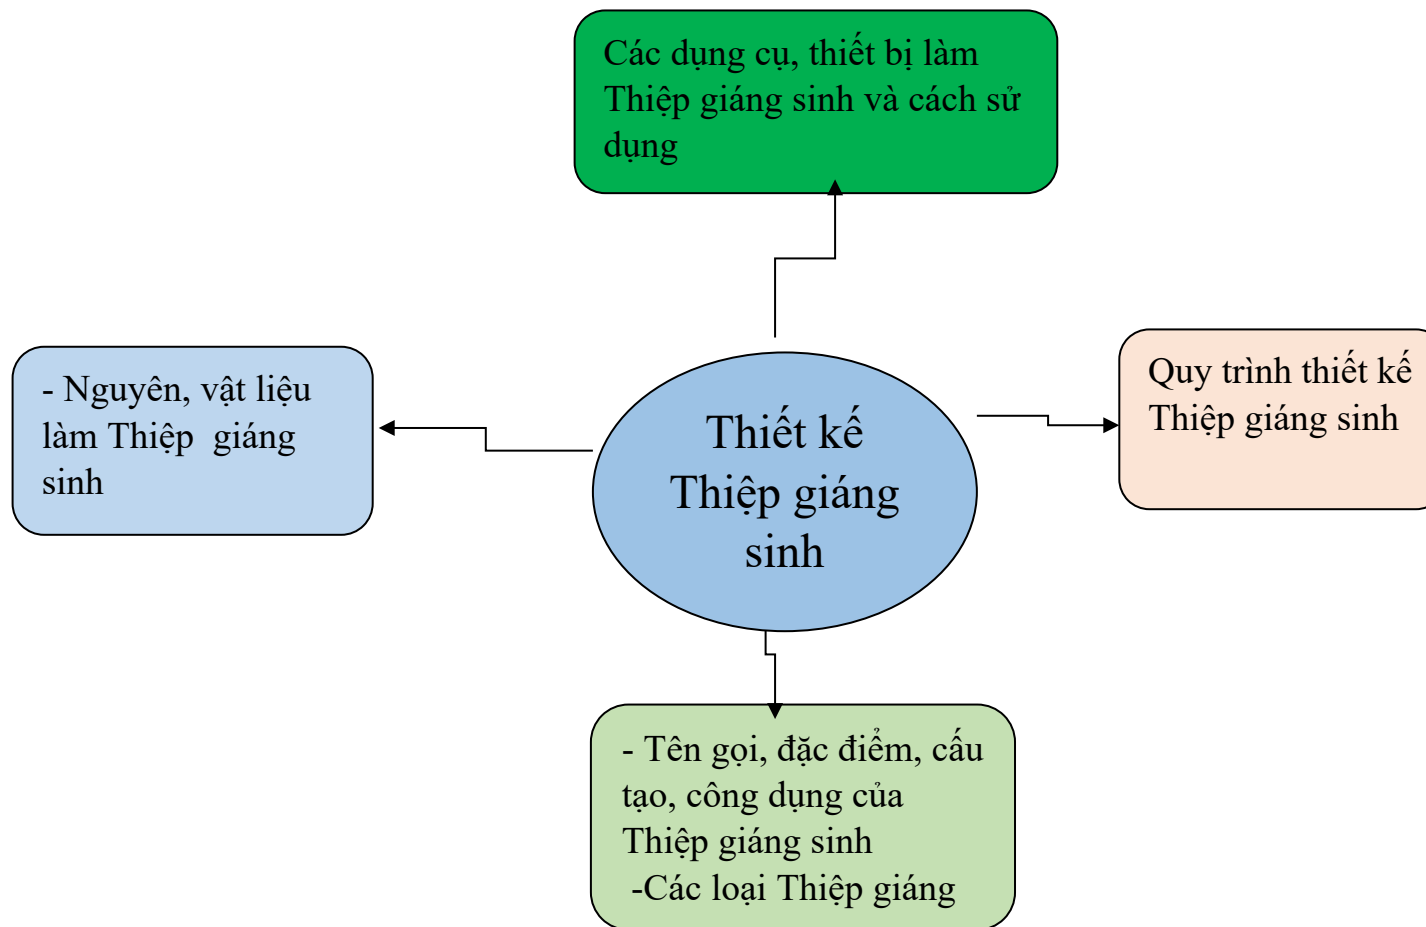 Các dụng cụ, thiết bị làm
Thiệp giáng sinh và cách sử
dụng
- Nguyên, vật liệu
làm Thiệp giáng
sinh
Thiết kế
Thiệp giáng
sinh
Quy trình thiết kế
Thiệp giáng sinh
- Tên gọi, đặc điểm, cấu
tạo, công dụng của
Thiệp giáng sinh
-Các loại Thiệp giáng